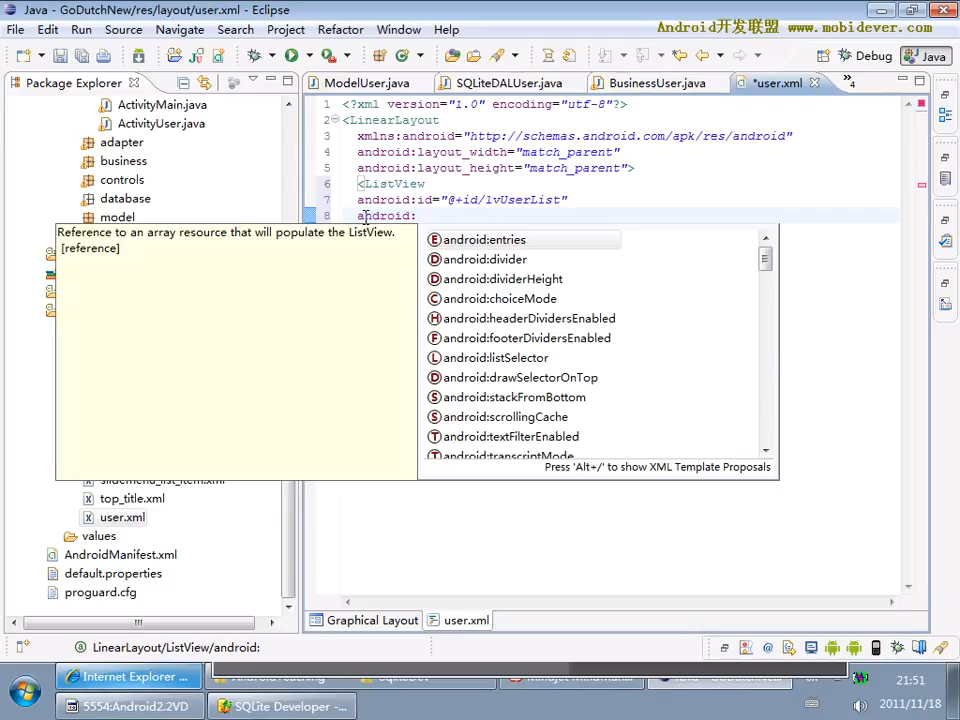 Java - GoDutchNew/res/layout/user.xml - Eclipse
File Edit Run Source Navigate Search Project Refactor Window Help
Android开发联盟 www.mobidever.com
Debug Java
Package Explorer
ModelUser.java SQLiteDALUser.java BusinessUser.java *user.xml 4
ActivityMain.java
ActivityUser.java
adapter
business
controls
database
model
1 <?xml version="1.0" encoding="utf-8"?>
2 <LinearLayout
3 xmlns:android="http://schemas.android.com/apk/res/android"
4 android:layout_width="match_parent"
5 android:layout_height="match_parent">
6 <ListView
7 android:id="@+id/lvUserList"
8 android:
Reference to an array resource that will populate the ListView.
[reference]
android:entries
android:divider
android:dividerHeight
android:choiceMode
android:headerDividersEnabled
android:footerDividersEnabled
android:listSelector
android:drawSelectorOnTop
android:stackFromBottom
android:scrollingCache
android:textFilterEnabled
android:transcriptMode
Press 'Alt+/' to show XML Template Proposals
slidemenu_list_item.xml
top_title.xml
user.xml
values
AndroidManifest.xml
default.properties
proguard.cfg
Graphical Layout user.xml
LinearLayout/ListView/android:
Internet Explorer ...
5554:Android2.2VD
SQLite Developer - ...
21:51
2011/11/18